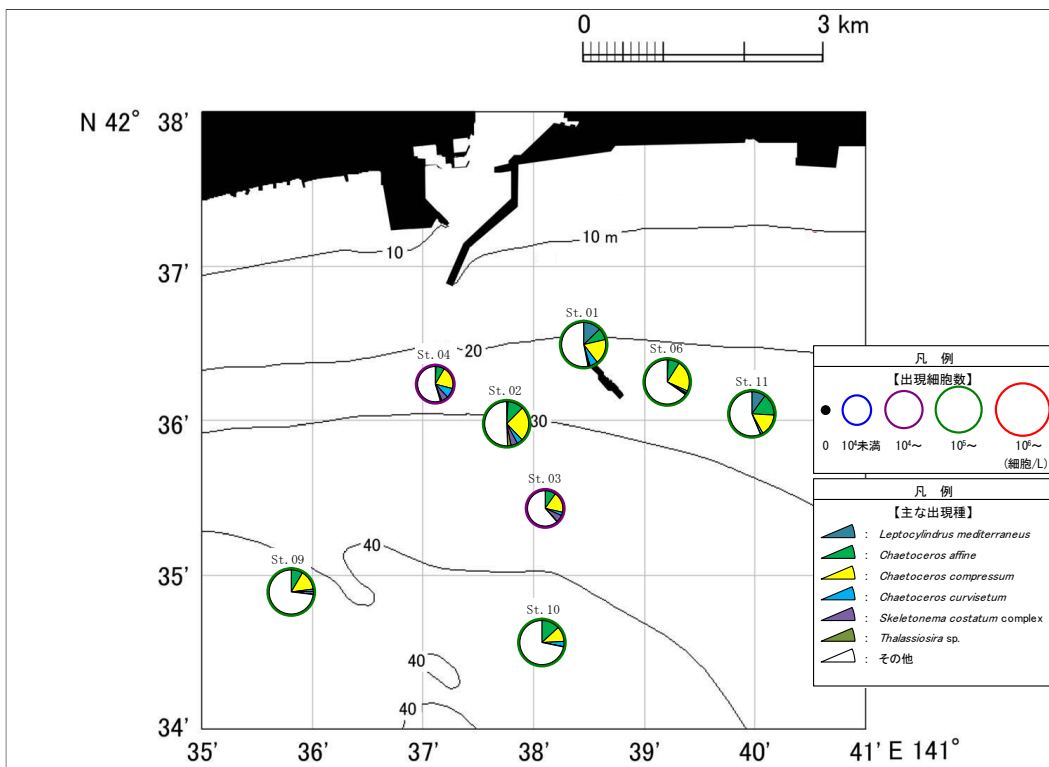 0 3 km
N 42° 38'
10
10 m
37'
St. 01
20
St. 04
St. 06
St. 11
St. 02
36'
30
St. 03
40
St. 09
35'
St. 10
40
40
34'
35' 36' 37' 38' 39' 40' 41' E 141°
凡 例
【出現細胞数】
0 10⁴未満 10⁴～ 10⁵～ 10⁶～
(細胞/L)
凡 例
【主な出現種】
： Leptocylindrus mediterraneus
： Chaetoceros affine
： Chaetoceros compressum
： Chaetoceros curvisetum
： Skeletonema costatum complex
： Thalassiosira sp.
： その他